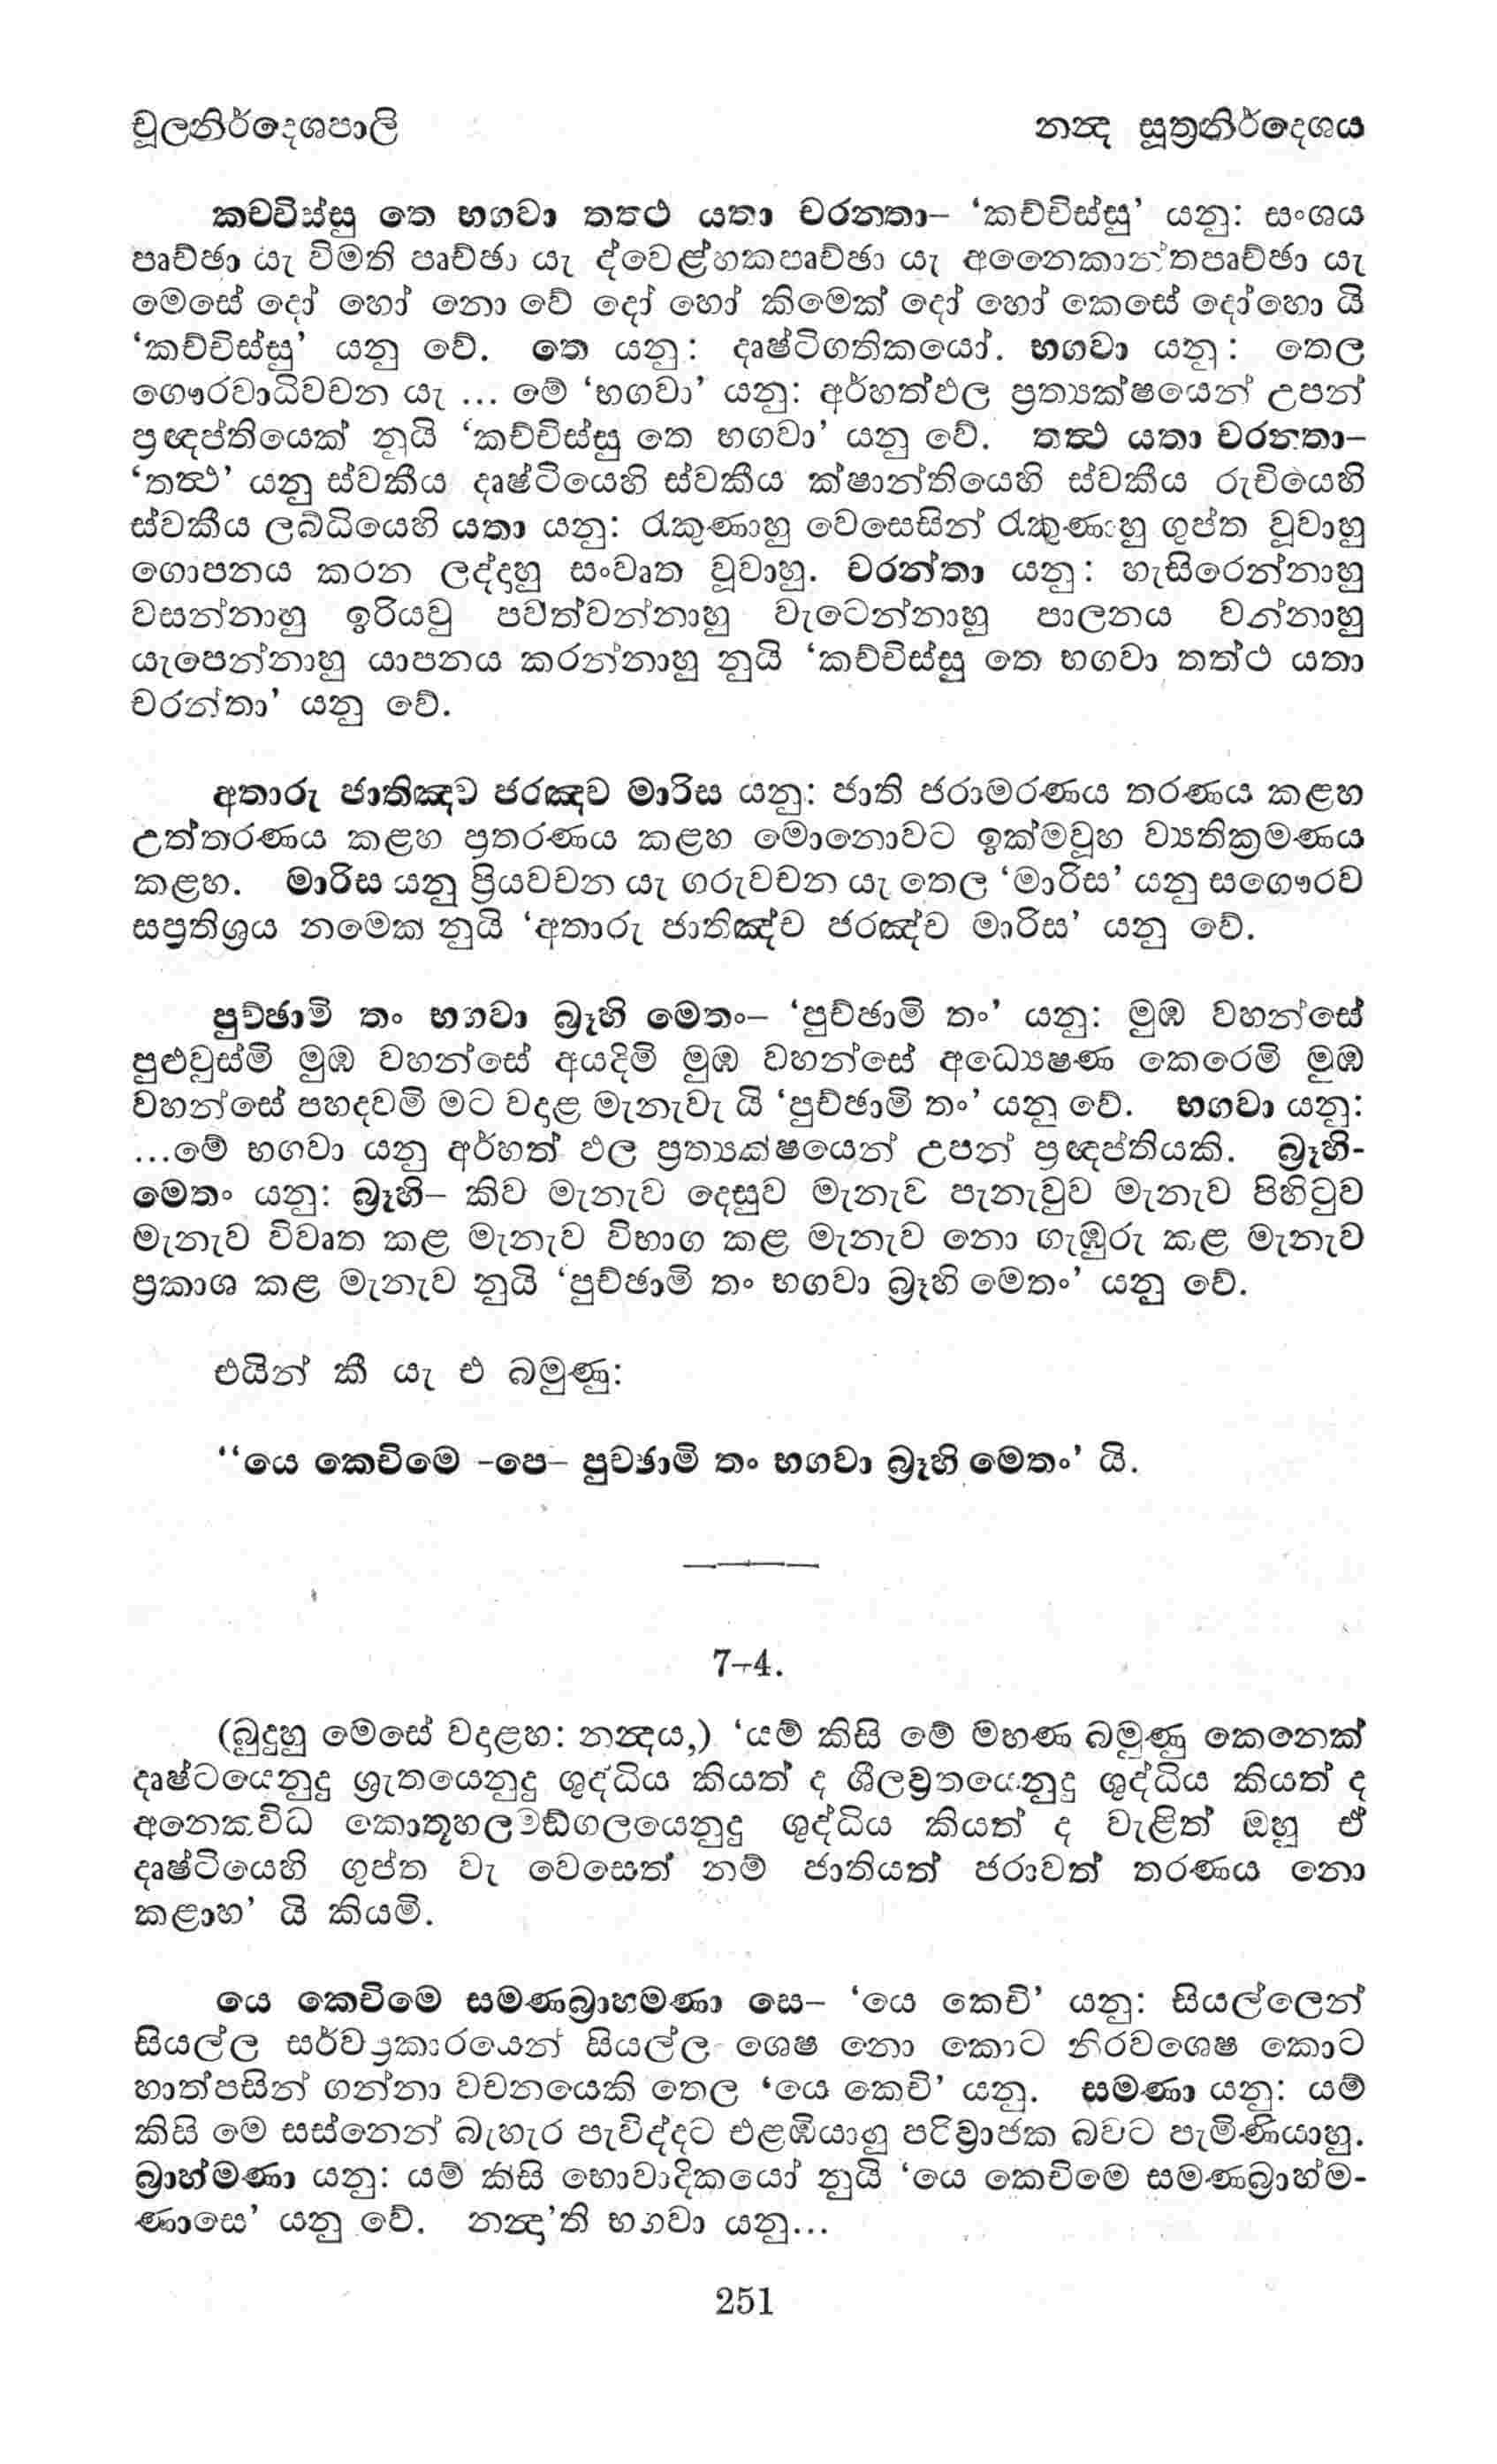 චූලනිර්දෙශපාලි නන්‍ද සූත්‍රනිර්දෙශය
කච්චිස්සු තෙ භගවා තත්‍ථ යතා චරන්තා– ‘කච්චිස්සු’ යනු: සංශය
පෘච්ඡා යැ විමති පෘච්ඡා යැ ද්වෙළ්හකපෘච්ඡා යැ අනෛකාන්තපෘච්ඡා යැ
මෙසේ දෝ හෝ නො වේ දෝ හෝ කිමෙක් දෝ හෝ කෙසේ දෝහො යි
‘කච්චිස්සු’ යනු වේ. තෙ යනු: දෘෂ්ටිගතිකයෝ. භගවා යනු: තෙල
ගෞරවාධිවචන යැ ... මේ ‘භගවා’ යනු: අර්හත්ඵල ප්‍රත්‍යක්ෂයෙන් උපන්
ප්‍රඥප්තියෙක් නුයි ‘කච්චිස්සු තෙ භගවා’ යනු වේ. තත්‍ථ යතා චරන්තා–
‘තත්‍ථ’ යනු ස්වකීය දෘෂ්ටියෙහි ස්වකීය ක්ෂාන්තියෙහි ස්වකීය රුචියෙහි
ස්වකීය ලබ්ධියෙහි යතා යනු: රැකුණාහු වෙසෙසින් රැකුණාහු ගුප්ත වූවාහු
ගොපනය කරන ලද්දහු සංවෘත වූවාහු. චරන්තා යනු: හැසිරෙන්නාහු
වසන්නාහු ඉරියවු පවත්වන්නාහු වැටෙන්නාහු පාලනය වන්නාහු
යැපෙන්නාහු යාපනය කරන්නාහු නුයි ‘කච්චිස්සු තෙ භගවා තත්ථ යතා
චරන්තා’ යනු වේ.
අතාරු ජාතිඤ්ච ජරඤ්ච මාරිස යනු: ජාති ජරාමරණය තරණය කළහ
උත්තරණය කළහ ප්‍රතරණය කළහ මොනොවට ඉක්මවූහ ව්‍යතික්‍රමණය
කළහ. මාරිස යනු ප්‍රියවචන යැ ගරුවචන යැ තෙල ‘මාරිස’ යනු සගෞරව
සප්‍රතිශ්‍රය නමෙක් නුයි ‘අතාරු ජාතිඤ්ච ජරඤ්ච මාරිස’ යනු වේ.
පුච්ඡාමි තං භගවා බ්‍රෑහි මෙතං– ‘පුච්ඡාමි තං’ යනු: මුඹ වහන්සේ
පුළුවුස්මි මුඹ වහන්සේ අයදිමි මුඹ වහන්සේ අධ්‍යෙෂණ කෙරෙමි මුඹ
වහන්සේ පහදවමි මට වදාළ මැනැවැ යි ‘පුච්ඡාමි තං’ යනු වේ. භගවා යනු:
...මේ භගවා යනු අර්හත් ඵල ප්‍රත්‍යක්ෂයෙන් උපන් ප්‍රඥප්තියකි. බ්‍රෑහි-
මෙතං යනු: බ්‍රෑහි– කිව මැනැව දෙසුව මැනැව පැනැවුව මැනැව පිහිටුව
මැනැව විවෘත කළ මැනැව විභාග කළ මැනැව නො ගැඹුරු කළ මැනැව
ප්‍රකාශ කළ මැනැව නුයි ‘පුච්ඡාමි තං භගවා බ්‍රෑහි මෙතං’ යනු වේ.
එයින් කී යැ එ බමුණු:
‘‘යෙ කෙචිමෙ -පෙ- පුච්ඡාමි තං භගවා බ්‍රෑහි මෙතං’ යි.
7–4.
(බුදුහු මෙසේ වදාළහ: නන්‍දය,) ‘යම් කිසි මේ මහණ බමුණු කෙනෙක්
දෘෂ්ටයෙනුදු ශ්‍රැතයෙනුදු ශුද්ධිය කියත් ද ශීලව්‍රතයෙනුදු ශුද්ධිය කියත් ද
අනෙකවිධ කොතූහලමඞ්ගලයෙනුදු ශුද්ධිය කියත් ද වැළිත් ඔහු ඒ
දෘෂ්ටියෙහි ගුප්ත වැ වෙසෙත් නම් ජාතියත් ජරාවත් තරණය නො
කළාහ’ යි කියමි.
යෙ කෙචිමෙ සමණබ්‍රාහ්මණා සෙ– ‘යෙ කෙචි’ යනු: සියල්ලෙන්
සියල්ල සර්වප්‍රකාරයෙන් සියල්ල ශෙෂ නො කොට නිරවශෙෂ කොට
හාත්පසින් ගන්නා වචනයෙකි තෙල ‘යෙ කෙචි’ යනු. සමණා යනු: යම්
කිසි මෙ සස්නෙන් බැහැර පැවිද්දට එළඹියාහු පරිව්‍රාජක බවට පැමිණියාහු.
බ්‍රාහ්මණා යනු: යම් කිසි භොවාදිකයෝ නුයි ‘යෙ කෙචිමෙ සමණබ්‍රාහ්ම-
ණාසෙ’ යනු වේ. නන්‍දා’ති භගවා යනු...
251